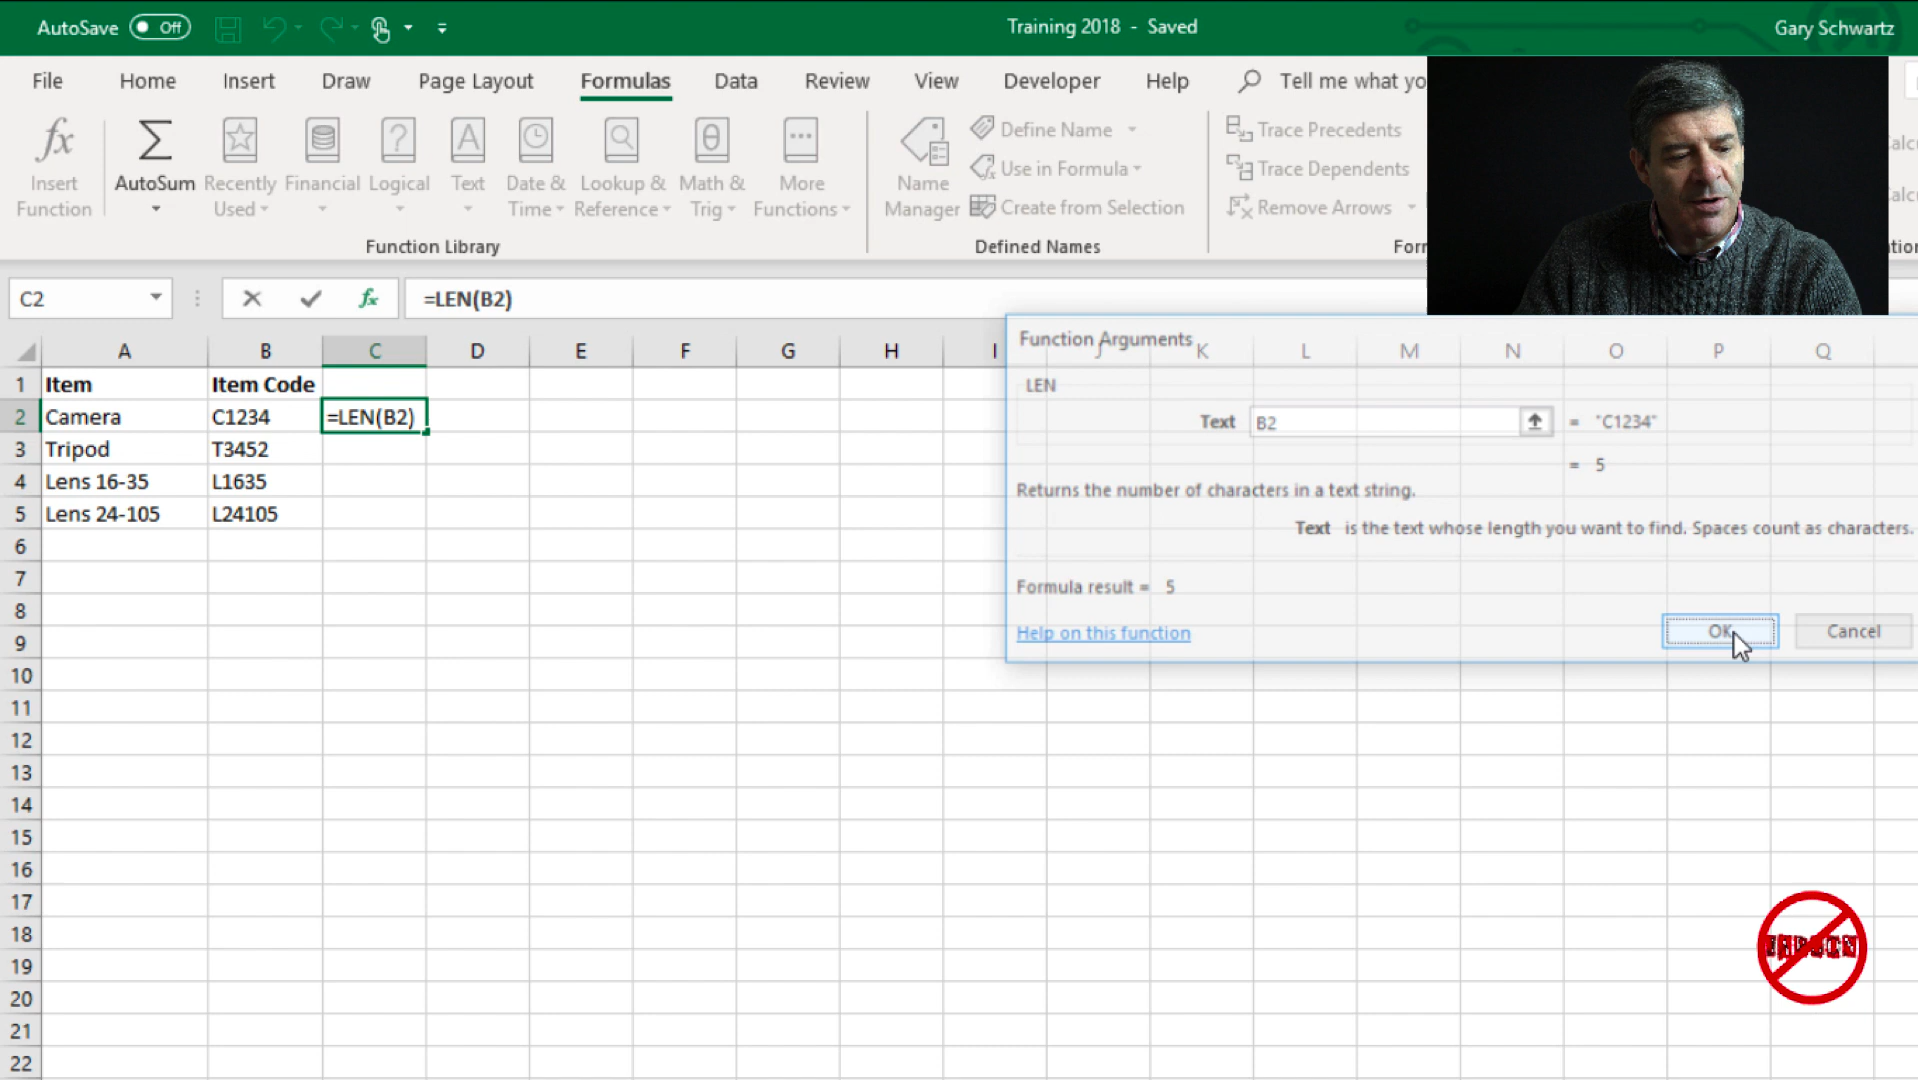 AutoSave Off Training 2018 - Saved Gary Schwartz
File Home Insert Draw Page Layout Formulas Data Review View Developer Help Tell me what yo
fx Σ ? A θ Define Name Trace Precedents
Insert Function AutoSum Recently Used Financial Logical Text Date & Time Lookup & Reference Math & Trig More Functions Name Manager Use in Formula Trace Dependents
Create from Selection Remove Arrows
Function Library Defined Names
C2 fx =LEN(B2)
Function Arguments
A B C D E F G H I J K L M N O P Q
1 Item Item Code
LEN
2 Camera C1234 =LEN(B2)
Text B2 = "C1234"
3 Tripod T3452
= 5
4 Lens 16-35 L1635
Returns the number of characters in a text string.
5 Lens 24-105 L24105
Text is the text whose length you want to find. Spaces count as characters.
6
7
Formula result = 5
8
9
Help on this function OK Cancel
10
11
12
13
14
15
16
17
18
19
20
21
22